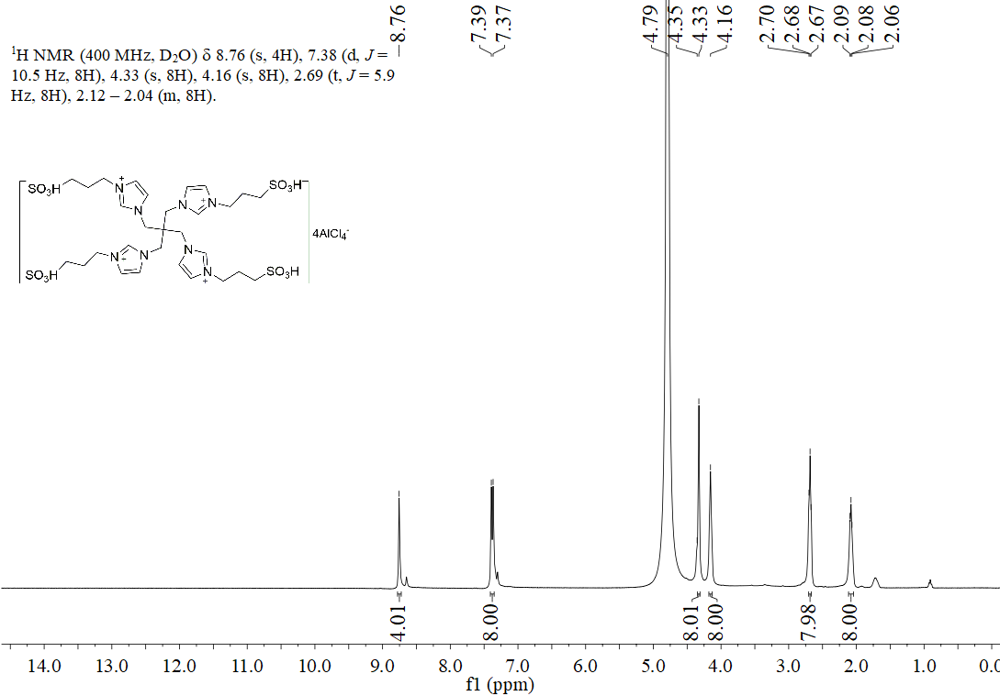 8.76
7.39
7.37
4.79
4.35
4.33
4.16
2.70
2.68
2.67
2.09
2.08
2.06
¹H NMR (400 MHz, D₂O) δ 8.76 (s, 4H), 7.38 (d, J =
10.5 Hz, 8H), 4.33 (s, 8H), 4.16 (s, 8H), 2.69 (t, J = 5.9
Hz, 8H), 2.12 – 2.04 (m, 8H).
SO₃H
N
+
N
N
+
N
SO₃H
4AlCl₄⁻
SO₃H
N
+
N
N
N
+
SO₃H
4.01
8.00
8.01
8.00
7.98
8.00
14.0 13.0 12.0 11.0 10.0 9.0 8.0 7.0 6.0 5.0 4.0 3.0 2.0 1.0 0.0
f1 (ppm)